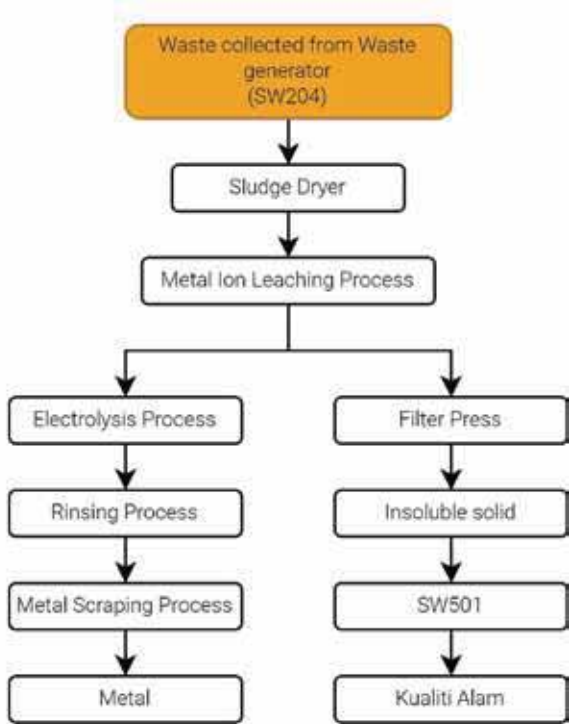 Waste collected from Waste
generator
(SW204)
Sludge Dryer
Metal Ion Leaching Process
Electrolysis Process
Filter Press
Rinsing Process
Insoluble solid
Metal Scraping Process
SW501
Metal
Kualiti Alam